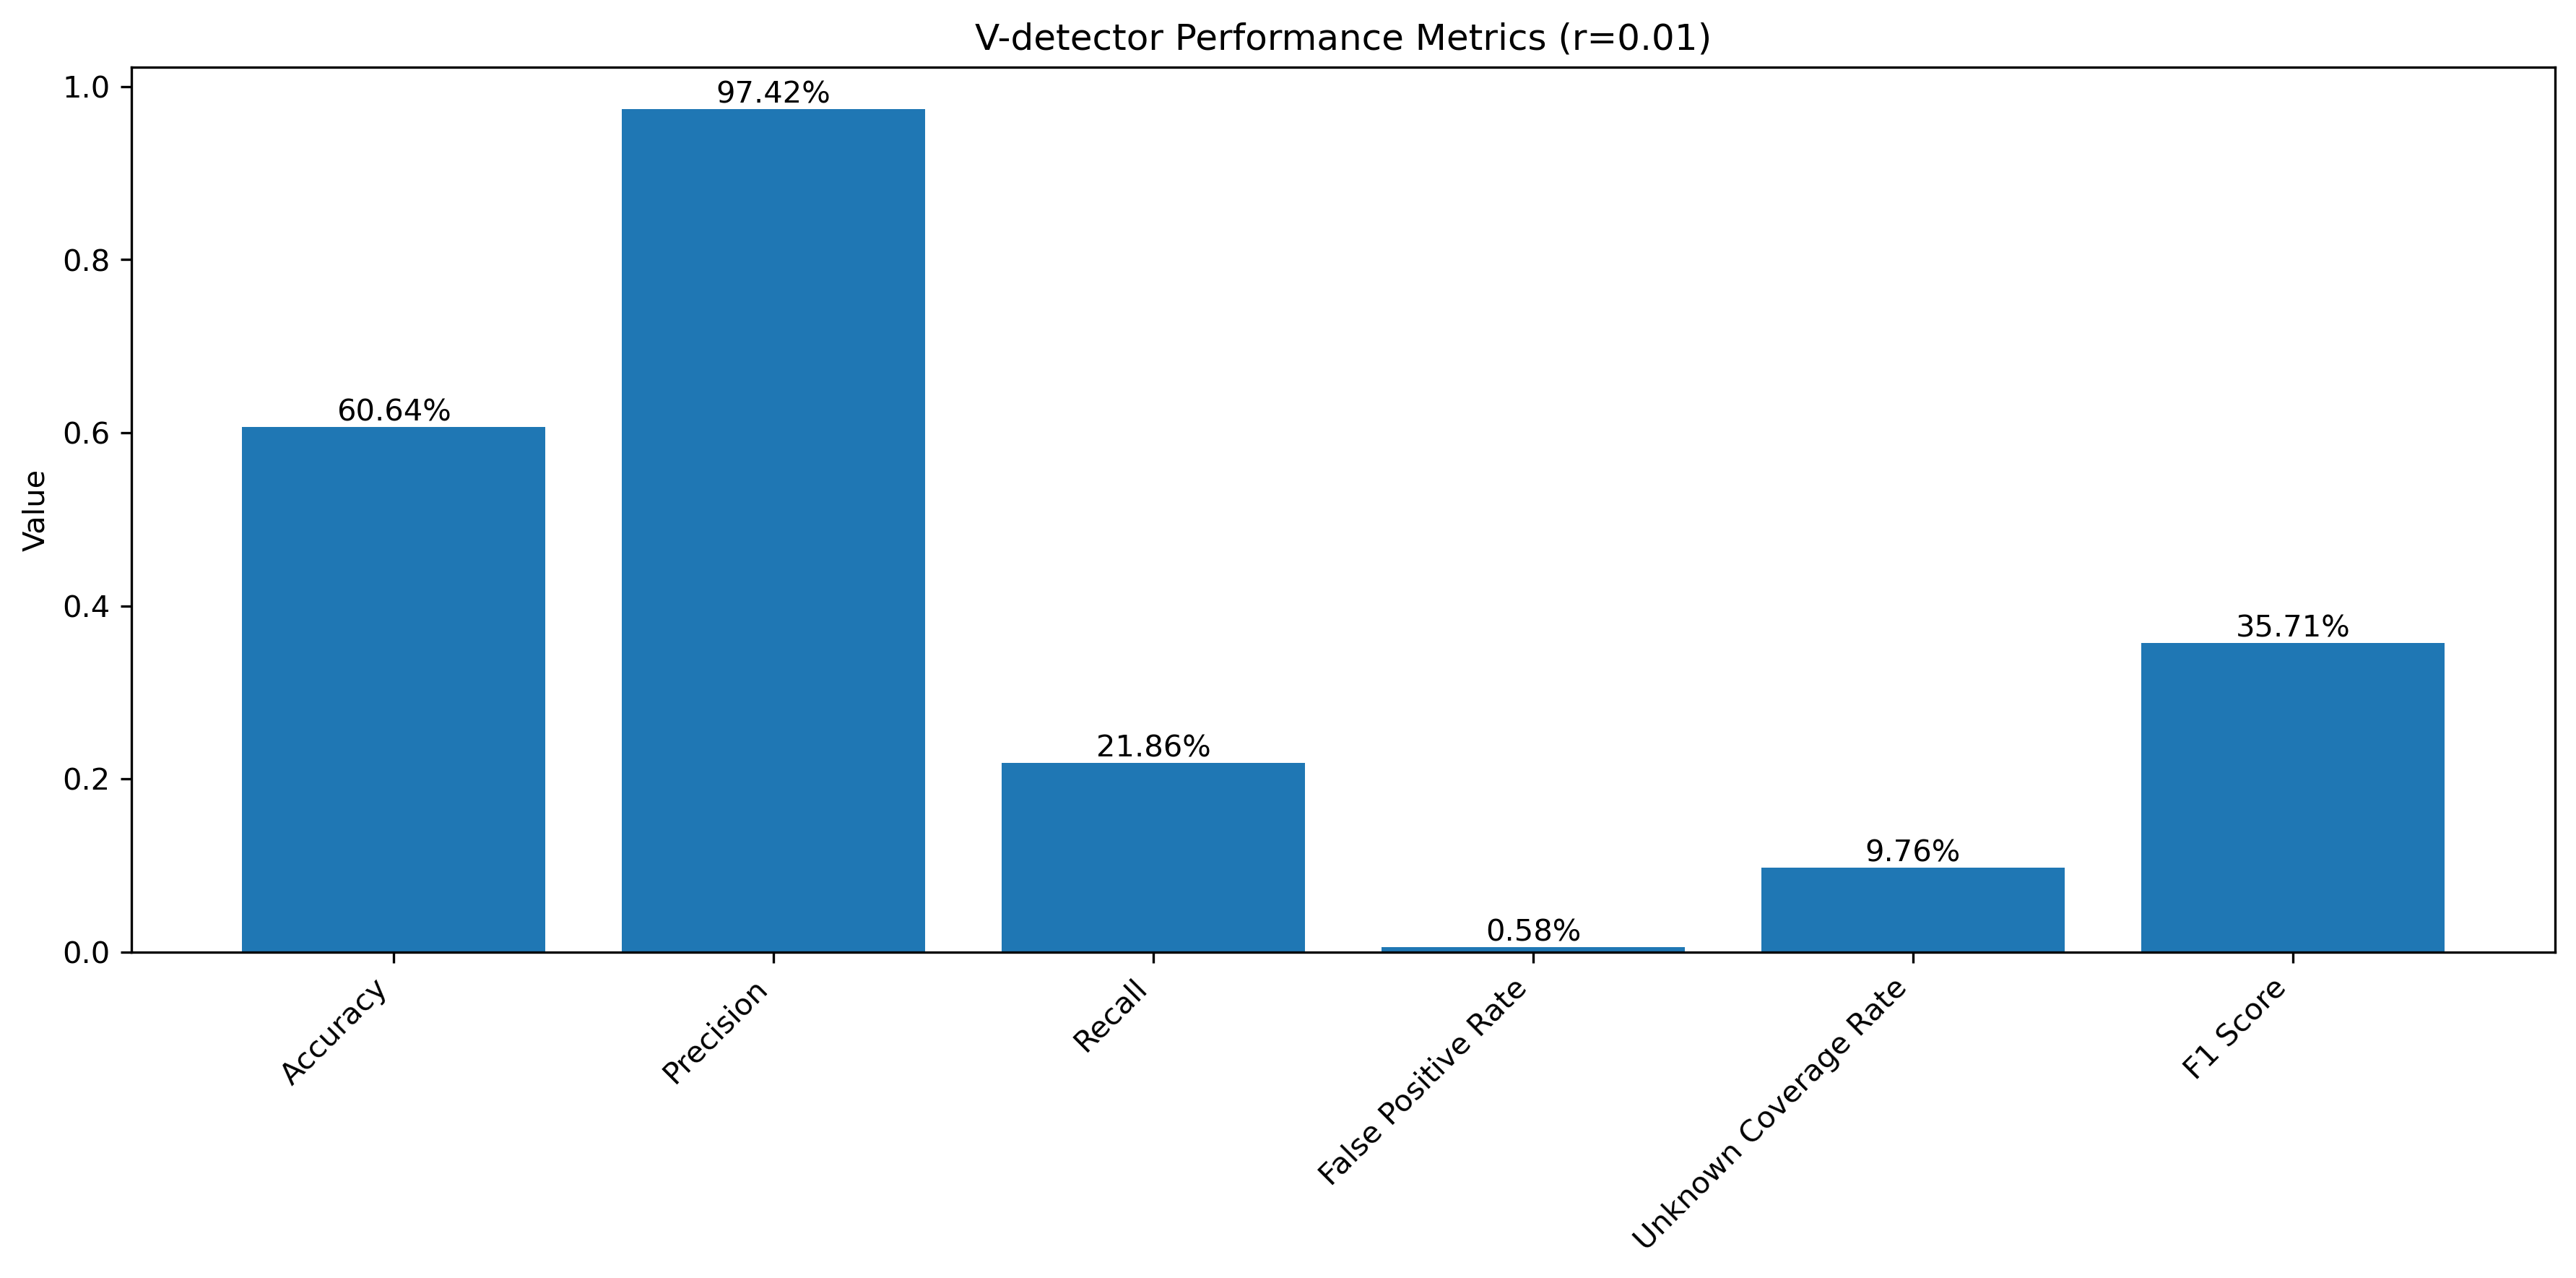 V-detector Performance Metrics (r=0.01)
Value
1.0
0.8
0.6
0.4
0.2
0.0
60.64%
97.42%
21.86%
0.58%
9.76%
35.71%
Accuracy
Precision
Recall
False Positive Rate
Unknown Coverage Rate
F1 Score